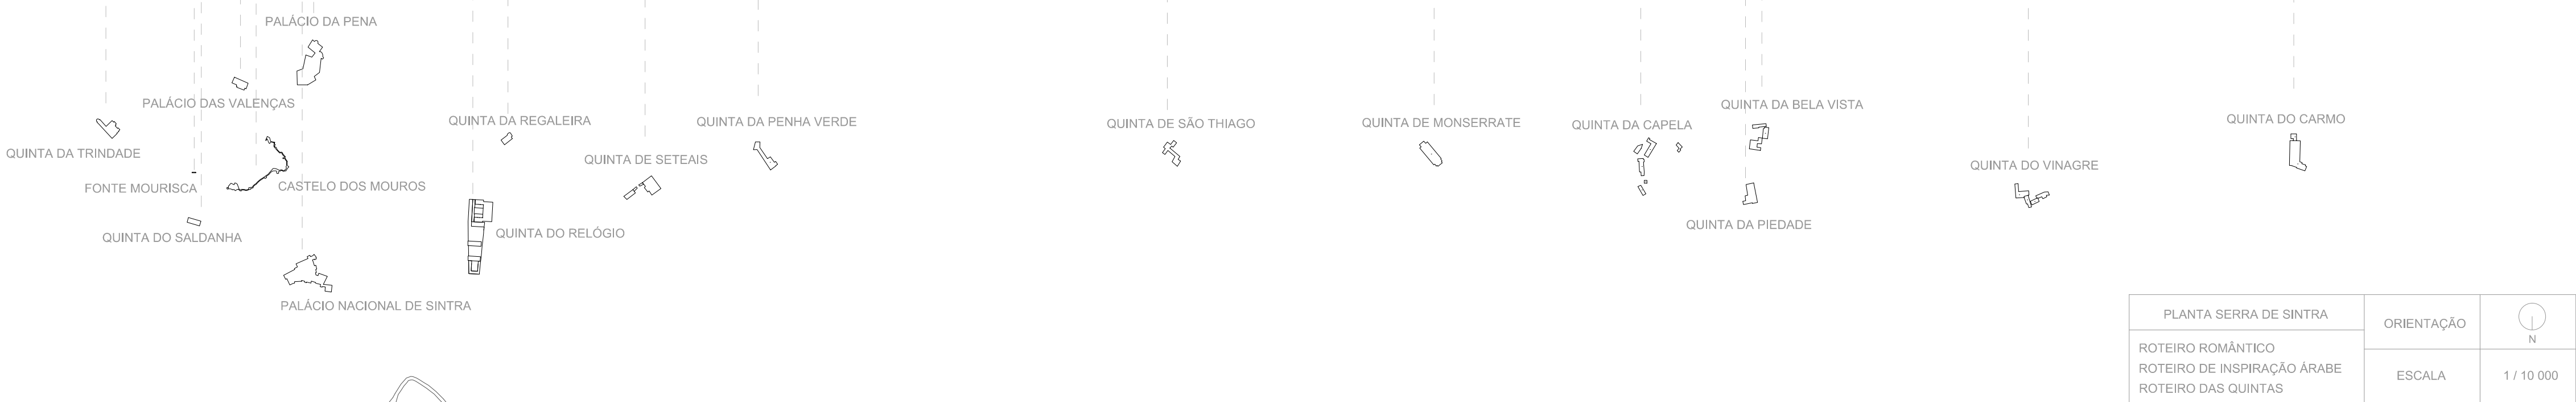 PALÁCIO DA PENA
PALÁCIO DAS VALENÇAS
QUINTA DA TRINDADE
FONTE MOURISCA
CASTELO DOS MOUROS
QUINTA DO SALDANHA
PALÁCIO NACIONAL DE SINTRA
QUINTA DA REGALEIRA
QUINTA DO RELÓGIO
QUINTA DE SETEAIS
QUINTA DA PENHA VERDE
QUINTA DE SÃO THIAGO
QUINTA DE MONSERRATE
QUINTA DA CAPELA
QUINTA DA BELA VISTA
QUINTA DA PIEDADE
QUINTA DO VINAGRE
QUINTA DO CARMO
PLANTA SERRA DE SINTRA
ROTEIRO ROMÂNTICO
ROTEIRO DE INSPIRAÇÃO ÁRABE
ROTEIRO DAS QUINTAS
ORIENTAÇÃO
N
ESCALA
1 / 10 000